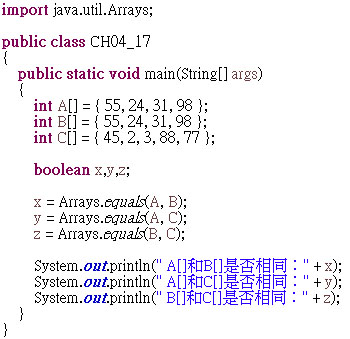 import java.util.Arrays;
public class CH04_17
{
public static void main(String[] args)
{
int A[] = { 55, 24, 31, 98 };
int B[] = { 55, 24, 31, 98 };
int C[] = { 45, 2, 3, 88, 77 };
boolean x,y,z;
x = Arrays.equals(A, B);
y = Arrays.equals(A, C);
z = Arrays.equals(B, C);
System.out.println(" A[]和B[]是否相同：" + x);
System.out.println(" A[]和C[]是否相同：" + y);
System.out.println(" B[]和C[]是否相同：" + z);
}
}